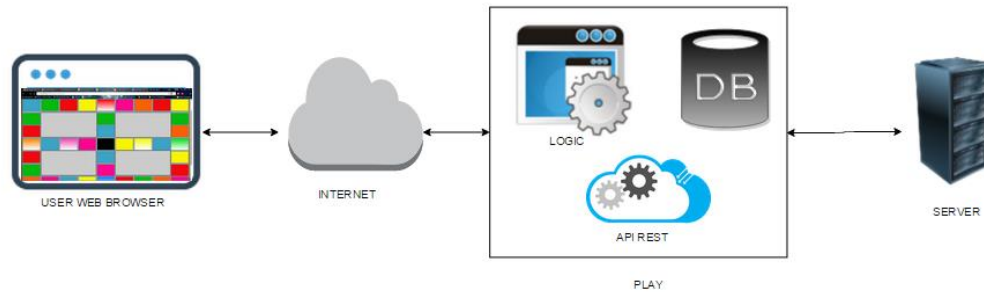 USER WEB BROWSER
INTERNET
LOGIC
DB
API REST
PLAY
SERVER